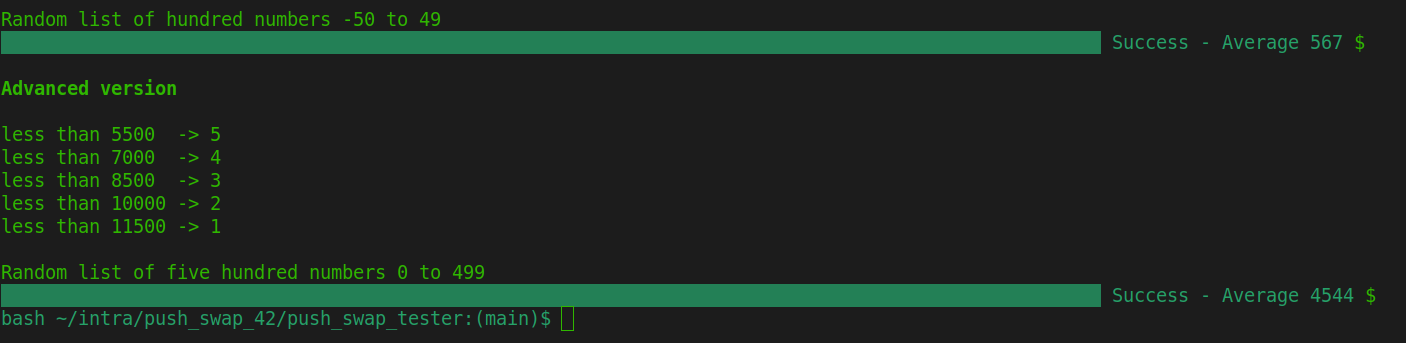 Random list of hundred numbers -50 to 49
Success - Average 567 $
Advanced version
less than 5500  -> 5
less than 7000  -> 4
less than 8500  -> 3
less than 10000 -> 2
less than 11500 -> 1
Random list of five hundred numbers 0 to 499
Success - Average 4544 $
bash ~/intra/push_swap_42/push_swap_tester:(main)$